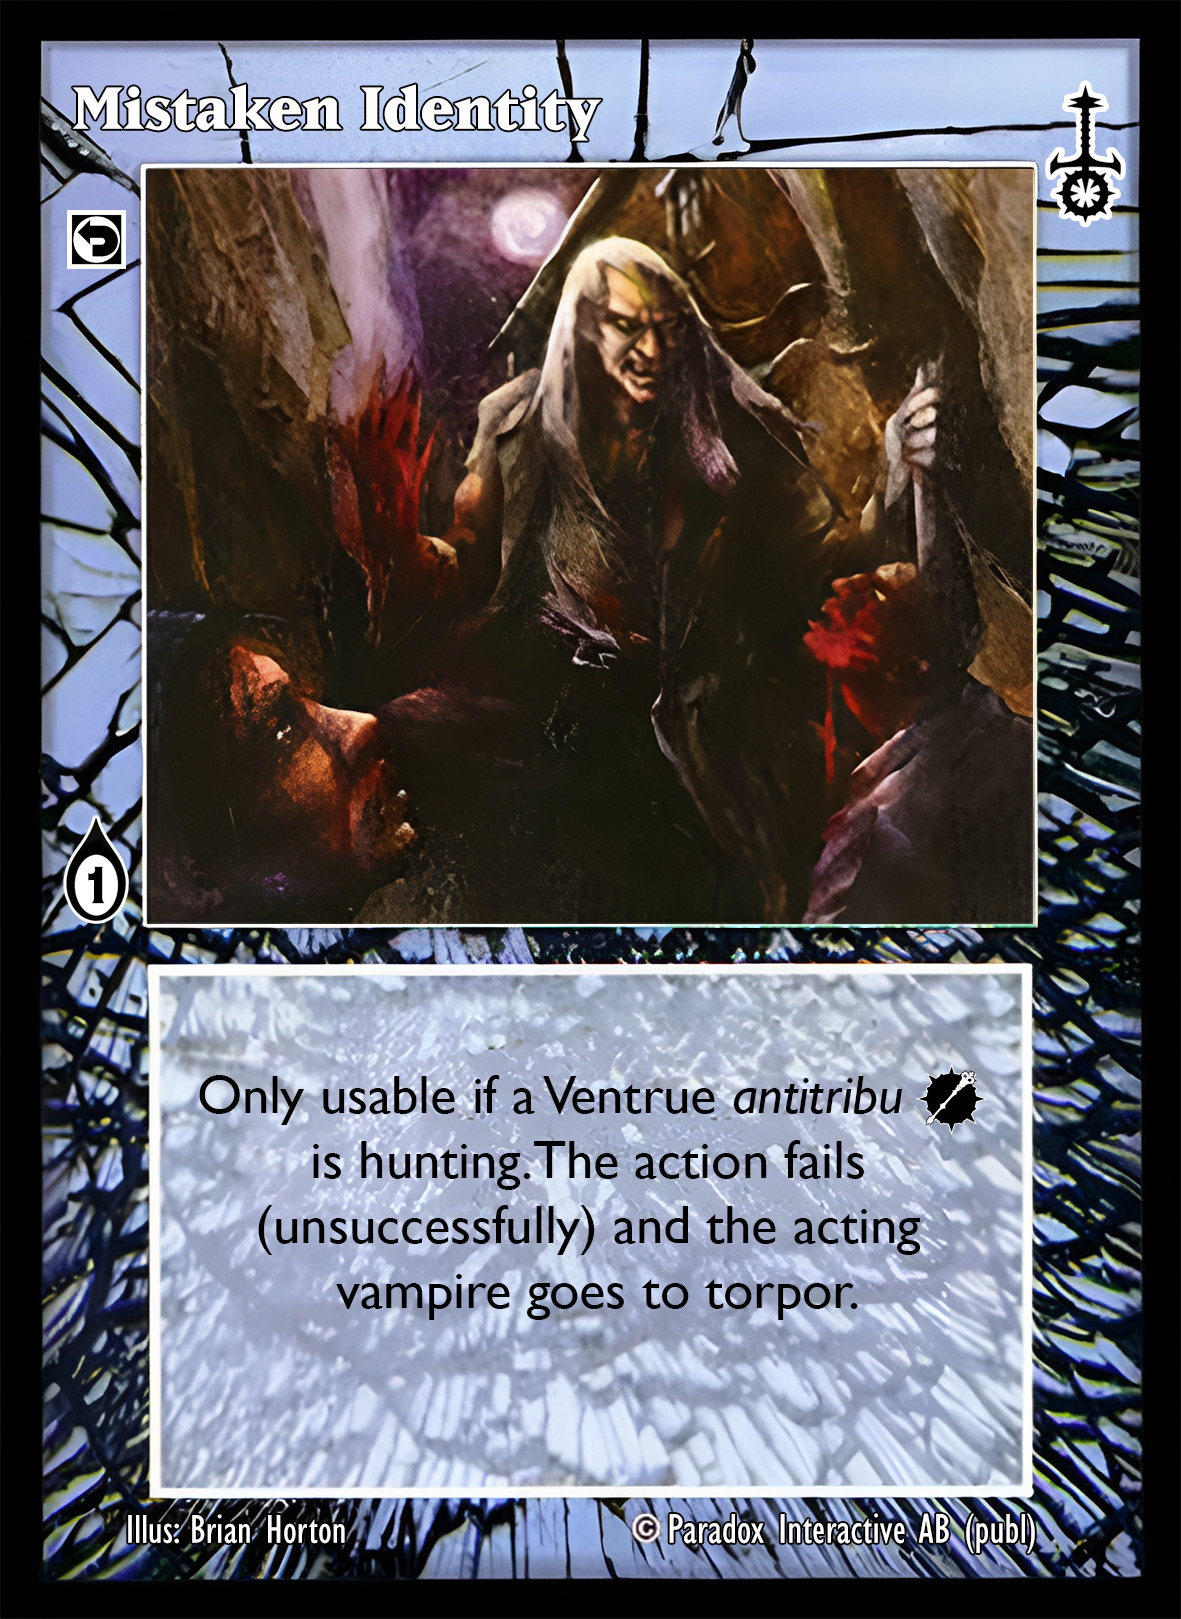 Mistaken Identity
1
Only usable if a Ventrue antitribu
is hunting. The action fails
(unsuccessfully) and the acting
vampire goes to torpor.
Illus: Brian Horton
© Paradox Interactive AB (publ)